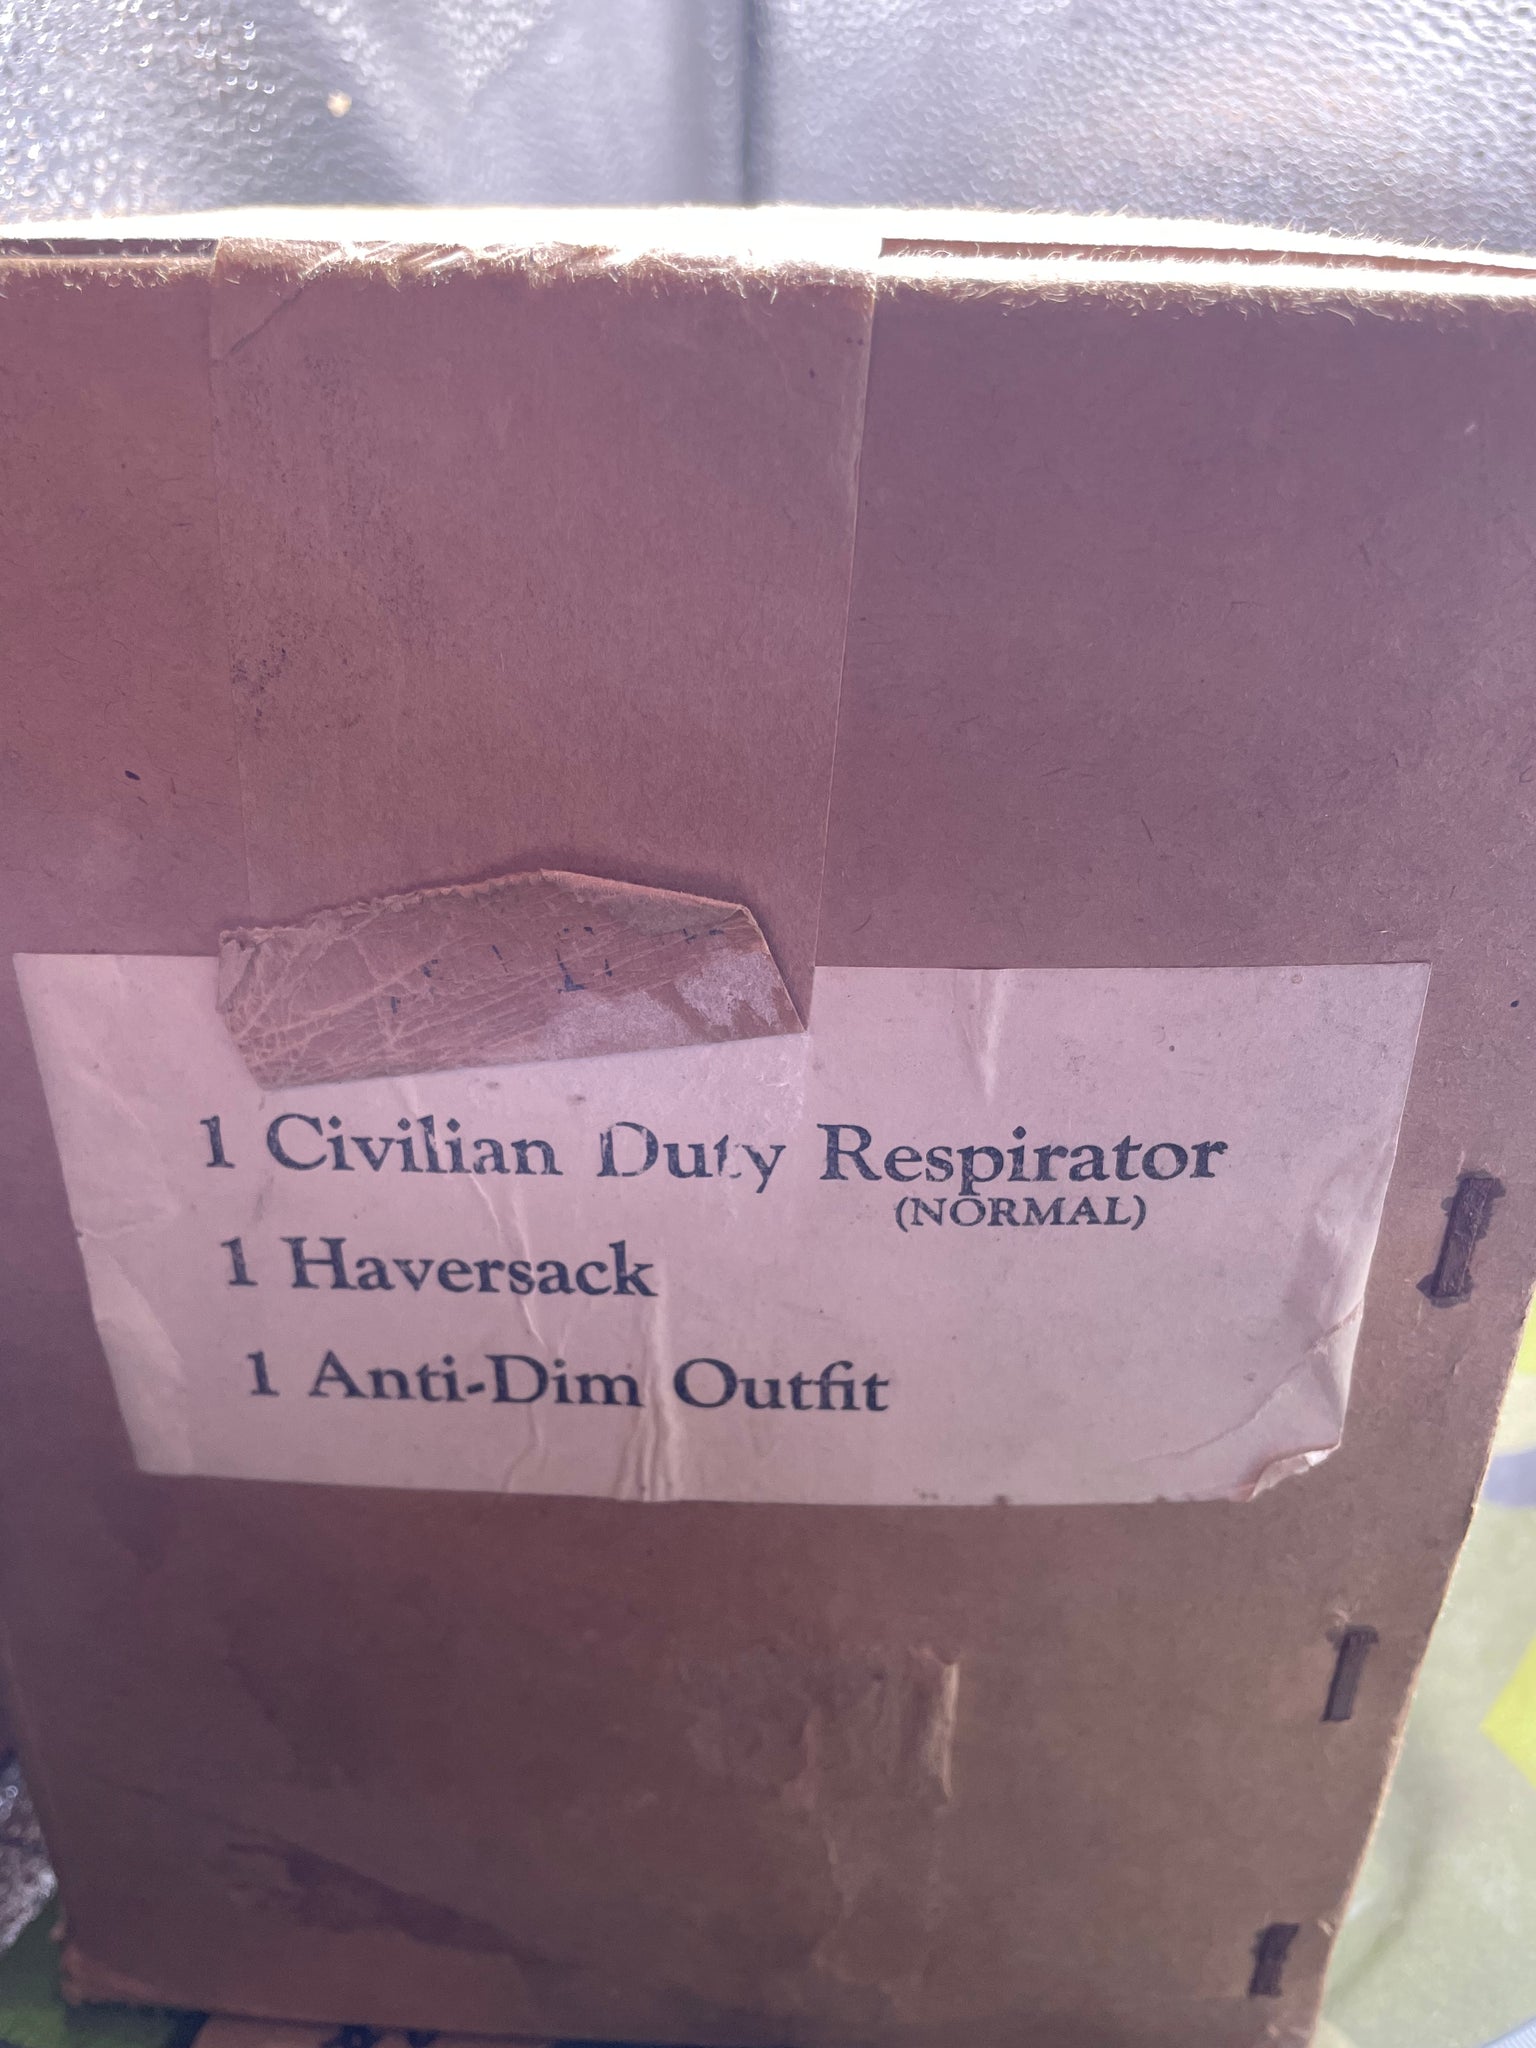 1 Civilian Duty Respirator
(NORMAL)
1 Haversack
1 Anti-Dim Outfit